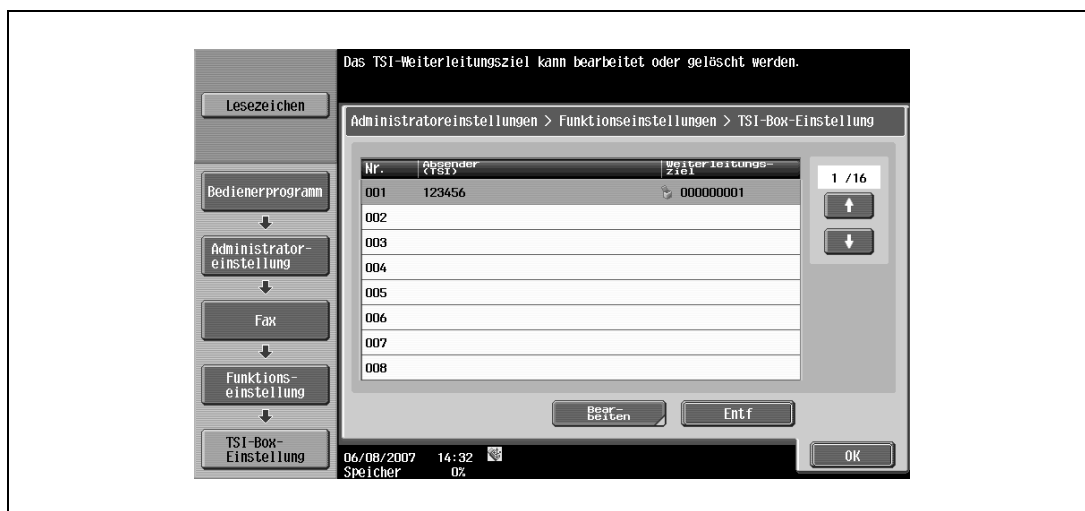 Das TSI-Weiterleitungsziel kann bearbeitet oder gelöscht werden.
Lesezeichen
Administratoreinstellungen > Funktionseinstellungen > TSI-Box-Einstellung
Nr.
Absender
(TSI)
Weiterleitungs-
ziel
001 123456 000000001
002
003
004
005
006
007
008
1 /16
Bedienerprogramm
Administrator-
einstellung
Fax
Funktions-
einstellung
TSI-Box-
Einstellung
Bear-
beiten
Entf
06/08/2007 14:32
Speicher 0%
OK